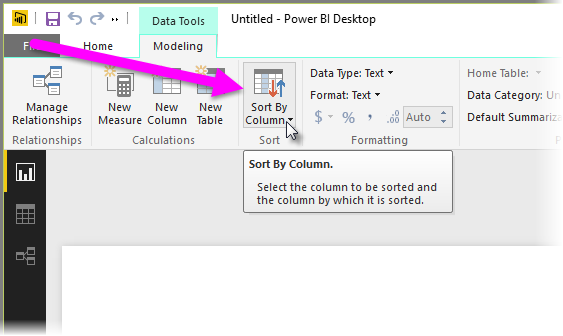 Data Tools
Untitled - Power BI Desktop
Home
Modeling
Manage
Relationships
New
Measure
New
Column
New
Table
Sort By
Column
Data Type: Text
Format: Text
$ % , .00 Auto
Home Table:
Data Category: Un
Default Summariza
Relationships
Calculations
Sort
Formatting
Sort By Column.
Select the column to be sorted and
the column by which it is sorted.